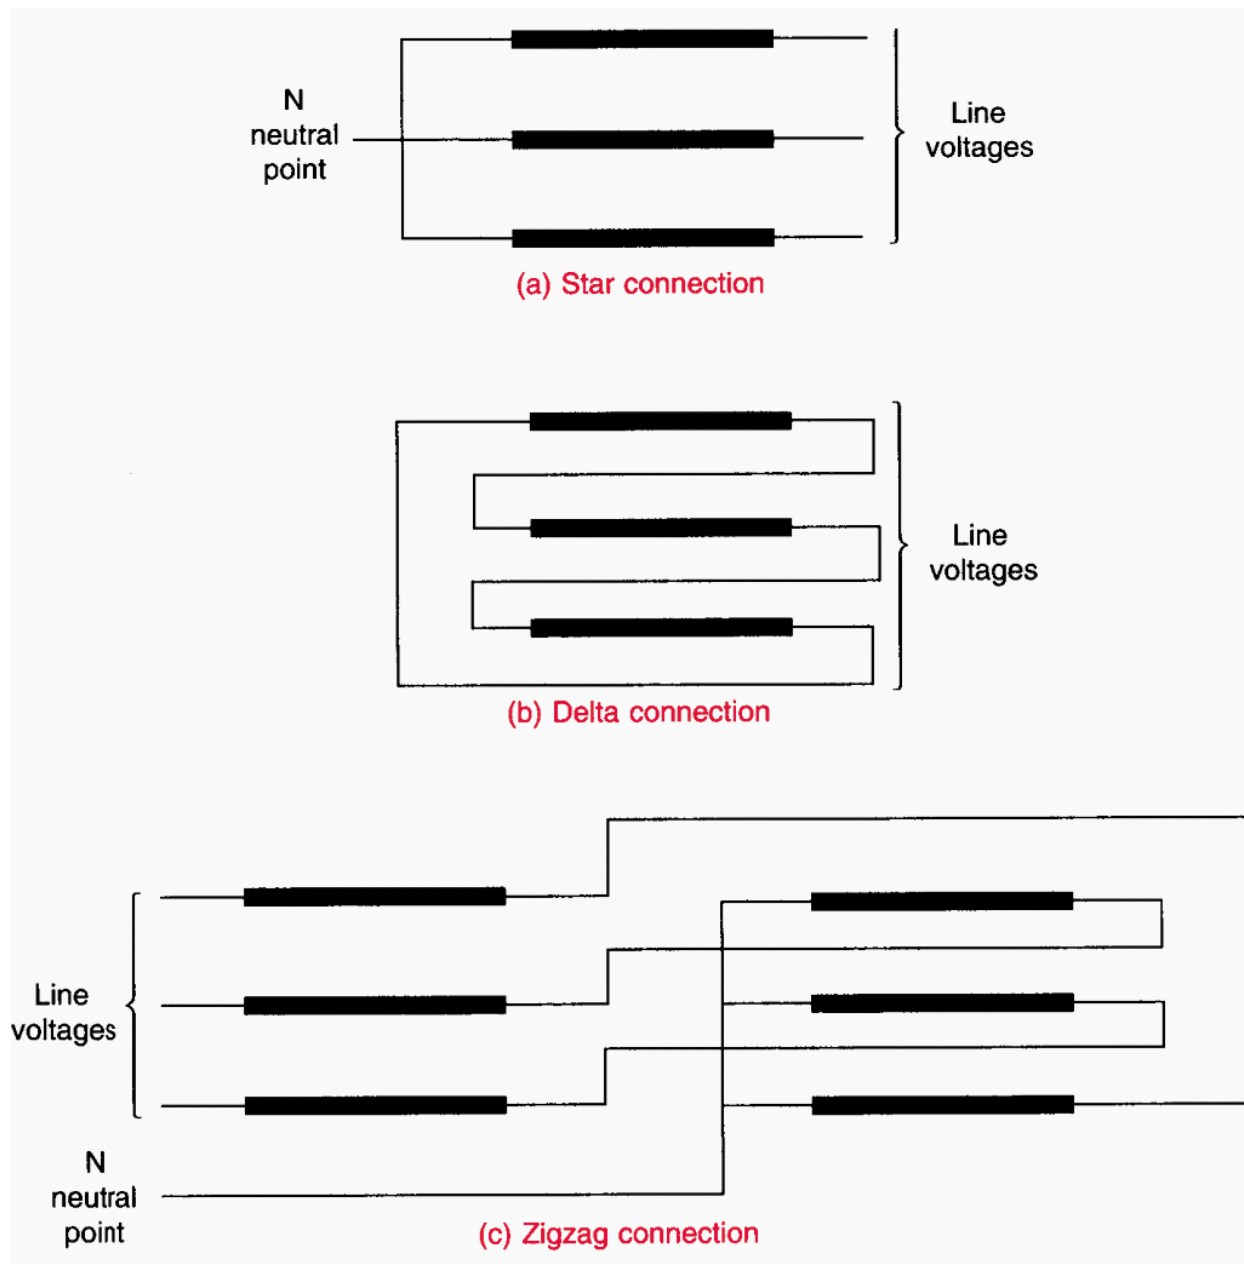 N
neutral
point
Line
voltages
(a) Star connection
Line
voltages
(b) Delta connection
Line
voltages
N
neutral
point
(c) Zigzag connection